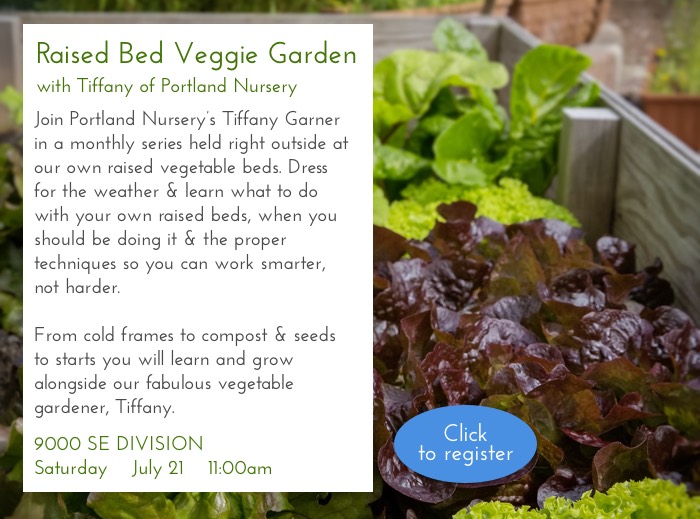 Raised Bed Veggie Garden
with Tiffany of Portland Nursery
Join Portland Nursery's Tiffany Garner
in a monthly series held right outside at
our own raised vegetable beds. Dress
for the weather & learn what to do
with your own raised beds, when you
should be doing it & the proper
techniques so you can work smarter,
not harder.
From cold frames to compost & seeds
to starts you will learn and grow
alongside our fabulous vegetable
gardener, Tiffany.
9000 SE DIVISION
Saturday July 21 11:00am
Click
to register